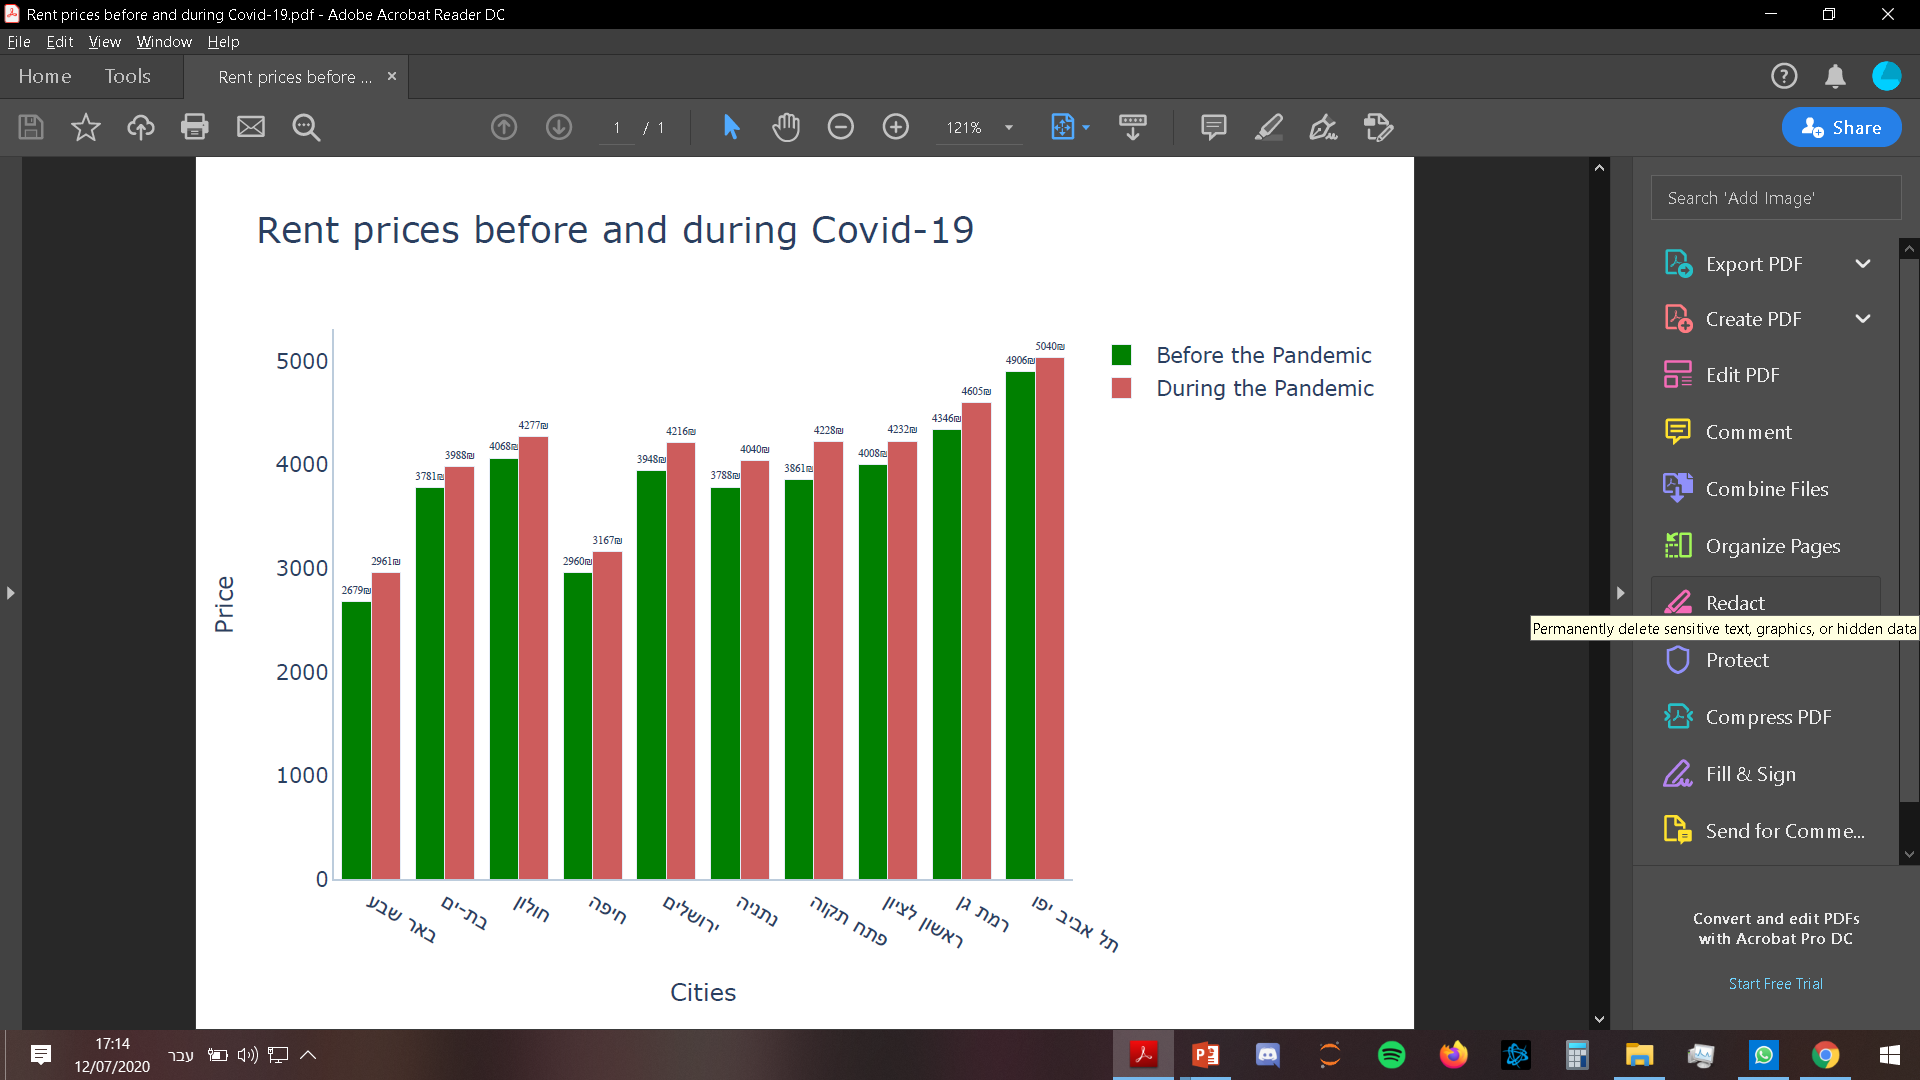 Rent prices before and during Covid-19.pdf - Adobe Acrobat Reader DC
File Edit View Window Help
Home Tools Rent prices before ... ×
1 / 1 121% Share
Search 'Add Image'
Export PDF
Create PDF
Edit PDF
Comment
Combine Files
Organize Pages
Redact
Permanently delete sensitive text, graphics, or hidden data
Protect
Compress PDF
Fill & Sign
Send for Comme...
Convert and edit PDFs
with Acrobat Pro DC
Start Free Trial
Rent prices before and during Covid-19
Before the Pandemic
During the Pandemic
Price
5000
4000
3000
2000
1000
0
2679₪ 2961₪
3781₪ 3988₪
4068₪ 4277₪
2960₪ 3167₪
3948₪ 4216₪
3788₪ 4040₪
3861₪ 4228₪
4008₪ 4232₪
4346₪ 4605₪
4906₪ 5040₪
באר שבע
בת-ים
חולון
חיפה
ירושלים
נתניה
פתח תקוה
ראשון לציון
רמת גן
תל אביב יפו
Cities
17:14
12/07/2020
עבר